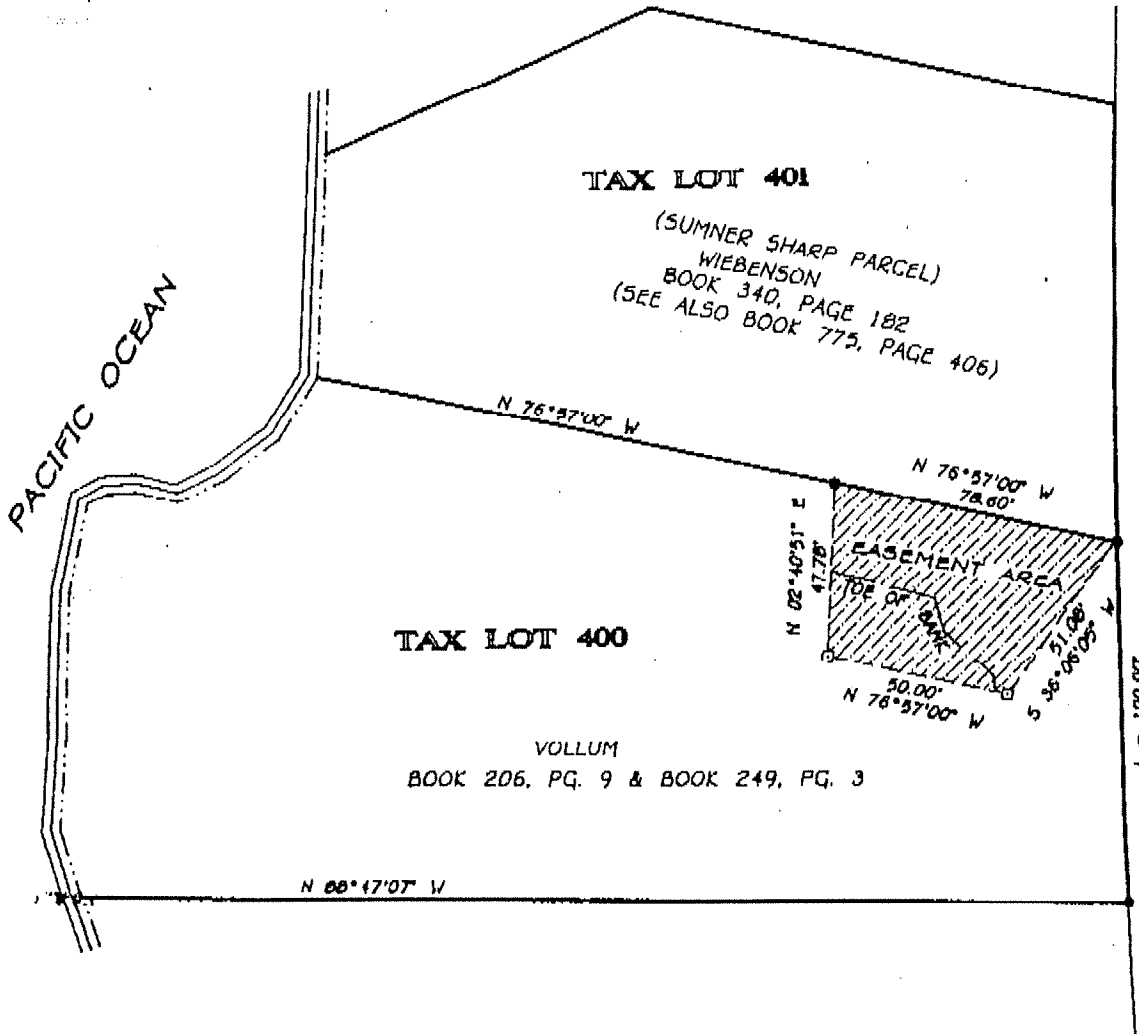 TAX LOT 401
(SUMNER SHARP PARCEL)
WIEBENSON
BOOK 340, PAGE 182
(SEE ALSO BOOK 775, PAGE 406)
PACIFIC OCEAN
N 76°57'00" W
N 76°57'00" W
78.60'
N 02°40'51" E
47.78'
EASEMENT AREA
TOE OF BANK
51.08'
S 36°06'05" W
50.00'
N 76°57'00" W
TAX LOT 400
VOLLUM
BOOK 206, PG. 9 & BOOK 249, PG. 3
N 88°47'07" W